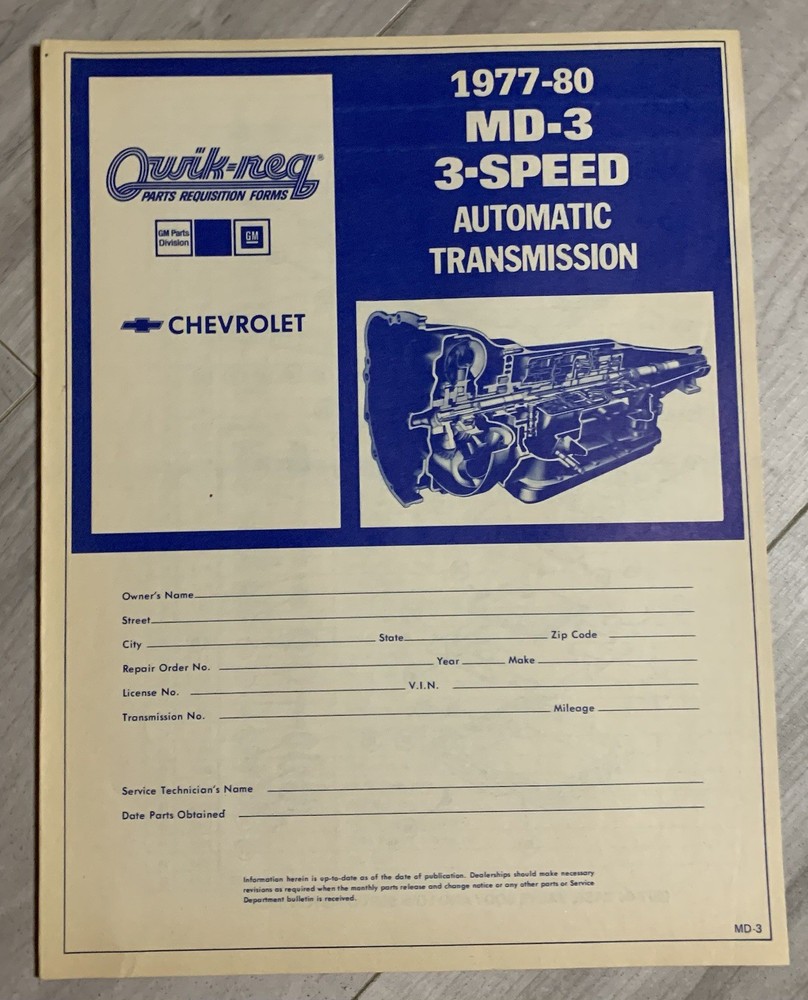 Qwik-req®
PARTS REQUISITION FORMS
GM Parts
Division
GM
CHEVROLET
1977-80
MD-3
3-SPEED
AUTOMATIC
TRANSMISSION
Owner's Name
Street
City State Zip Code
Repair Order No. Year Make
License No. V.I.N.
Transmission No. Mileage
Service Technician's Name
Date Parts Obtained
Information herein is up-to-date as of the date of publication. Dealerships should make necessary
revisions as required when the monthly parts release and change notice or any other parts or Service
Department bulletin is received.
MD-3